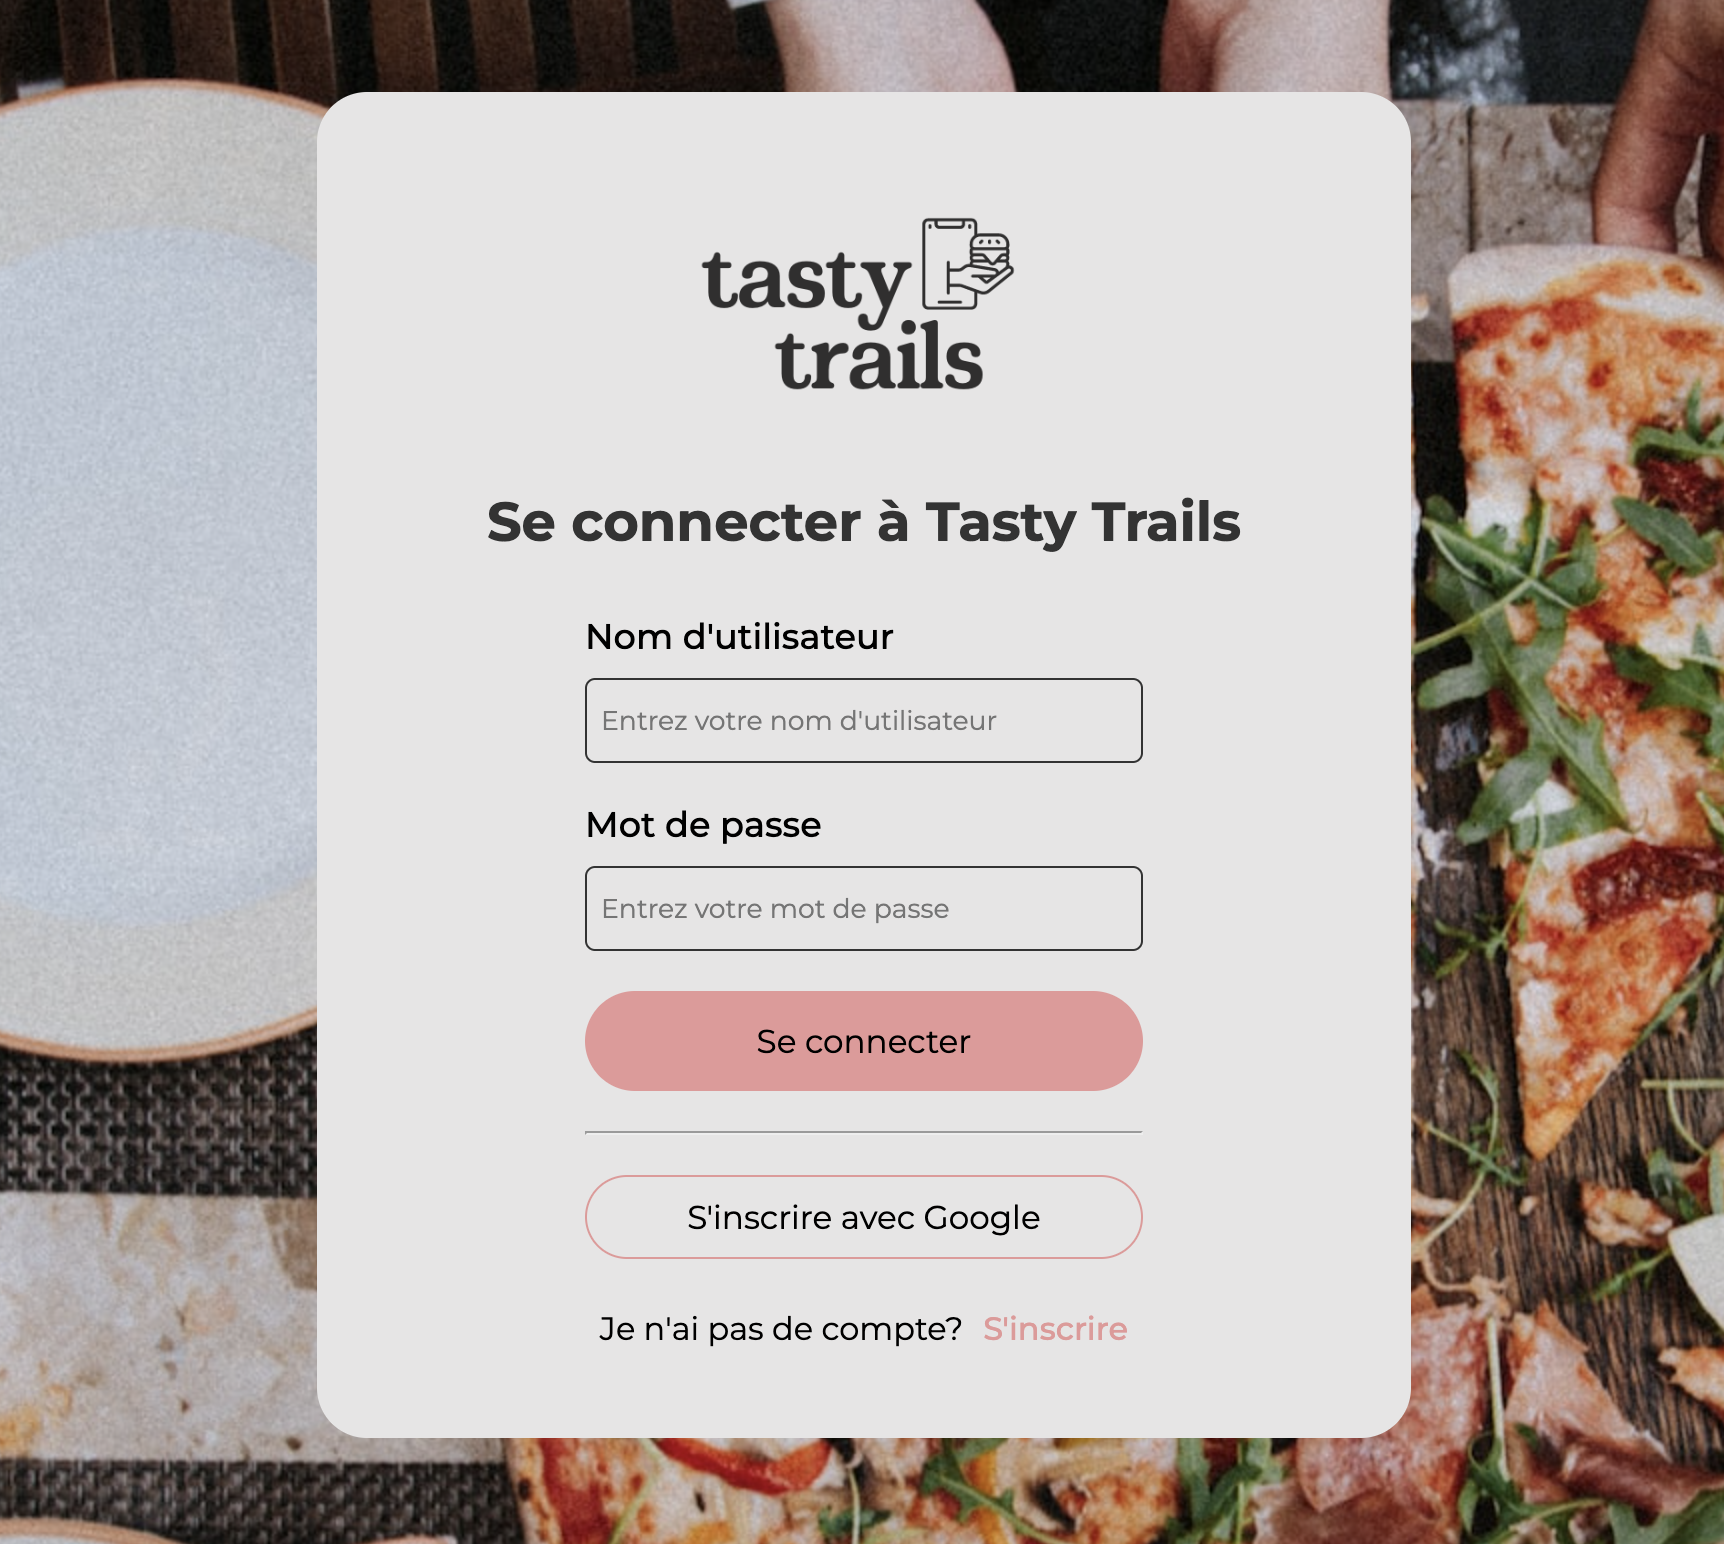 tasty
trails
Se connecter à Tasty Trails
Nom d'utilisateur
Entrez votre nom d'utilisateur
Mot de passe
Entrez votre mot de passe
Se connecter
S'inscrire avec Google
Je n'ai pas de compte? S'inscrire